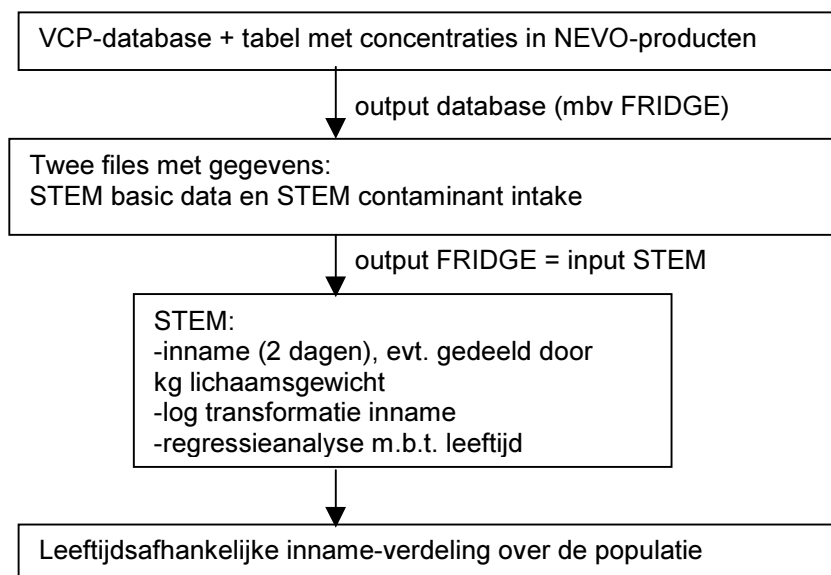 VCP-database + tabel met concentraties in NEVO-producten
output database (mbv FRIDGE)
Twee files met gegevens:
STEM basic data en STEM contaminant intake
output FRIDGE = input STEM
STEM:
-inname (2 dagen), evt. gedeeld door
kg lichaamsgewicht
-log transformatie inname
-regressieanalyse m.b.t. leeftijd
Leeftijdsafhankelijke inname-verdeling over de populatie